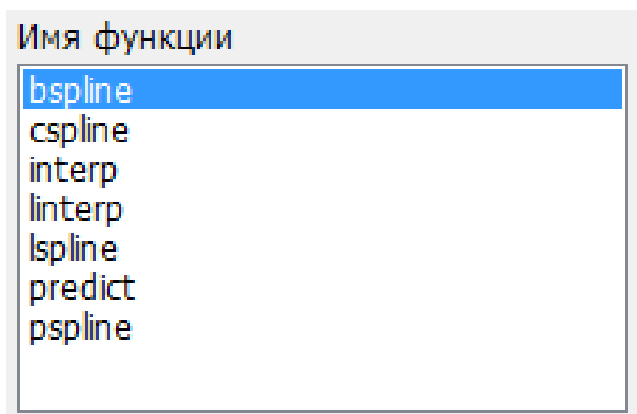 Имя функции
bspline
cspline
interp
linterp
lspline
predict
pspline